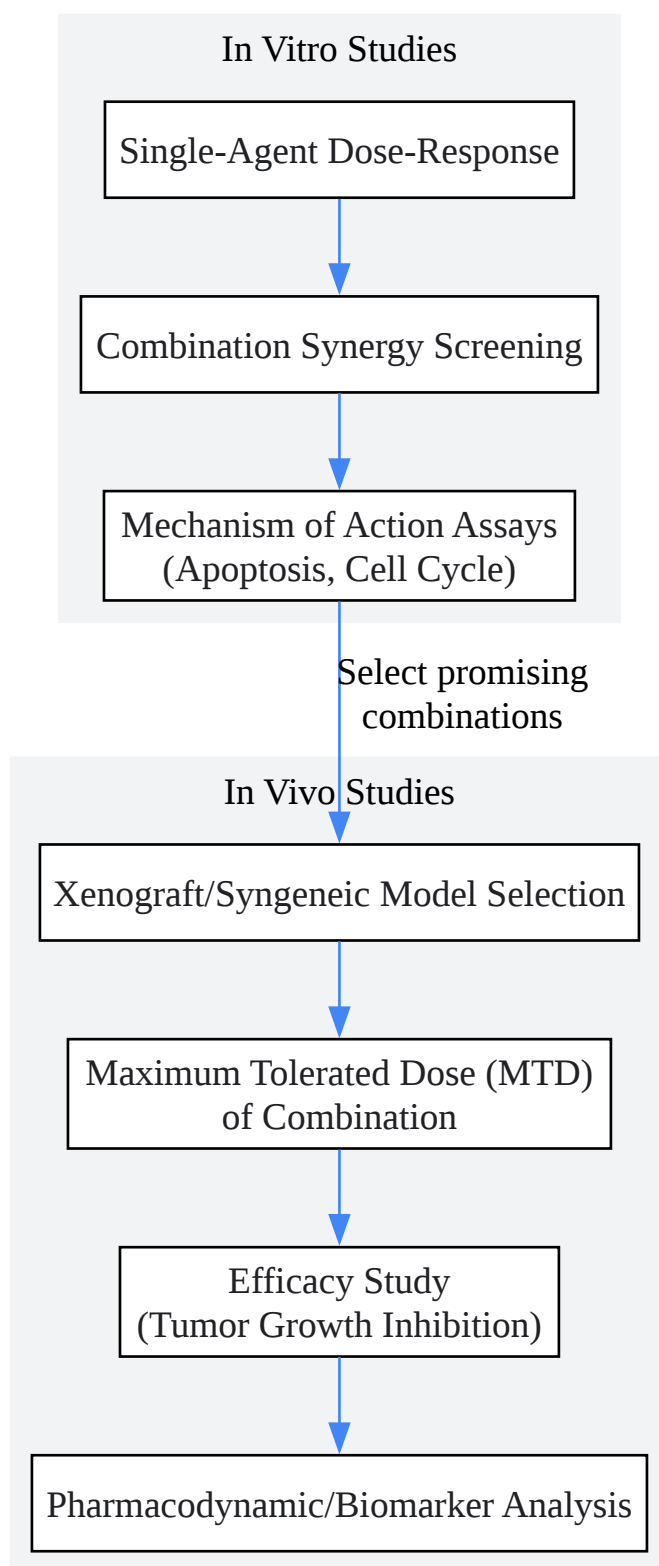 In Vitro Studies
Single-Agent Dose-Response
Combination Synergy Screening
Mechanism of Action Assays
(Apoptosis, Cell Cycle)
Select promising
combinations
In Vivo Studies
Xenograft/Syngeneic Model Selection
Maximum Tolerated Dose (MTD)
of Combination
Efficacy Study
(Tumor Growth Inhibition)
Pharmacodynamic/Biomarker Analysis